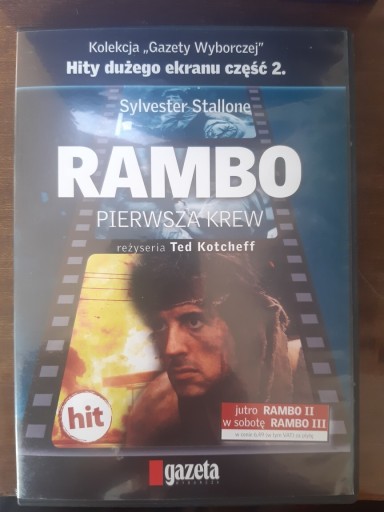 Kolekcja „Gazety Wyborczej”
Hity dużego ekranu część 2.
Sylvester Stallone
RAMBO
PIERWSZA KREW
reżyseria Ted Kotcheff
hit
jutro RAMBO II
w sobotę RAMBO III
gazeta